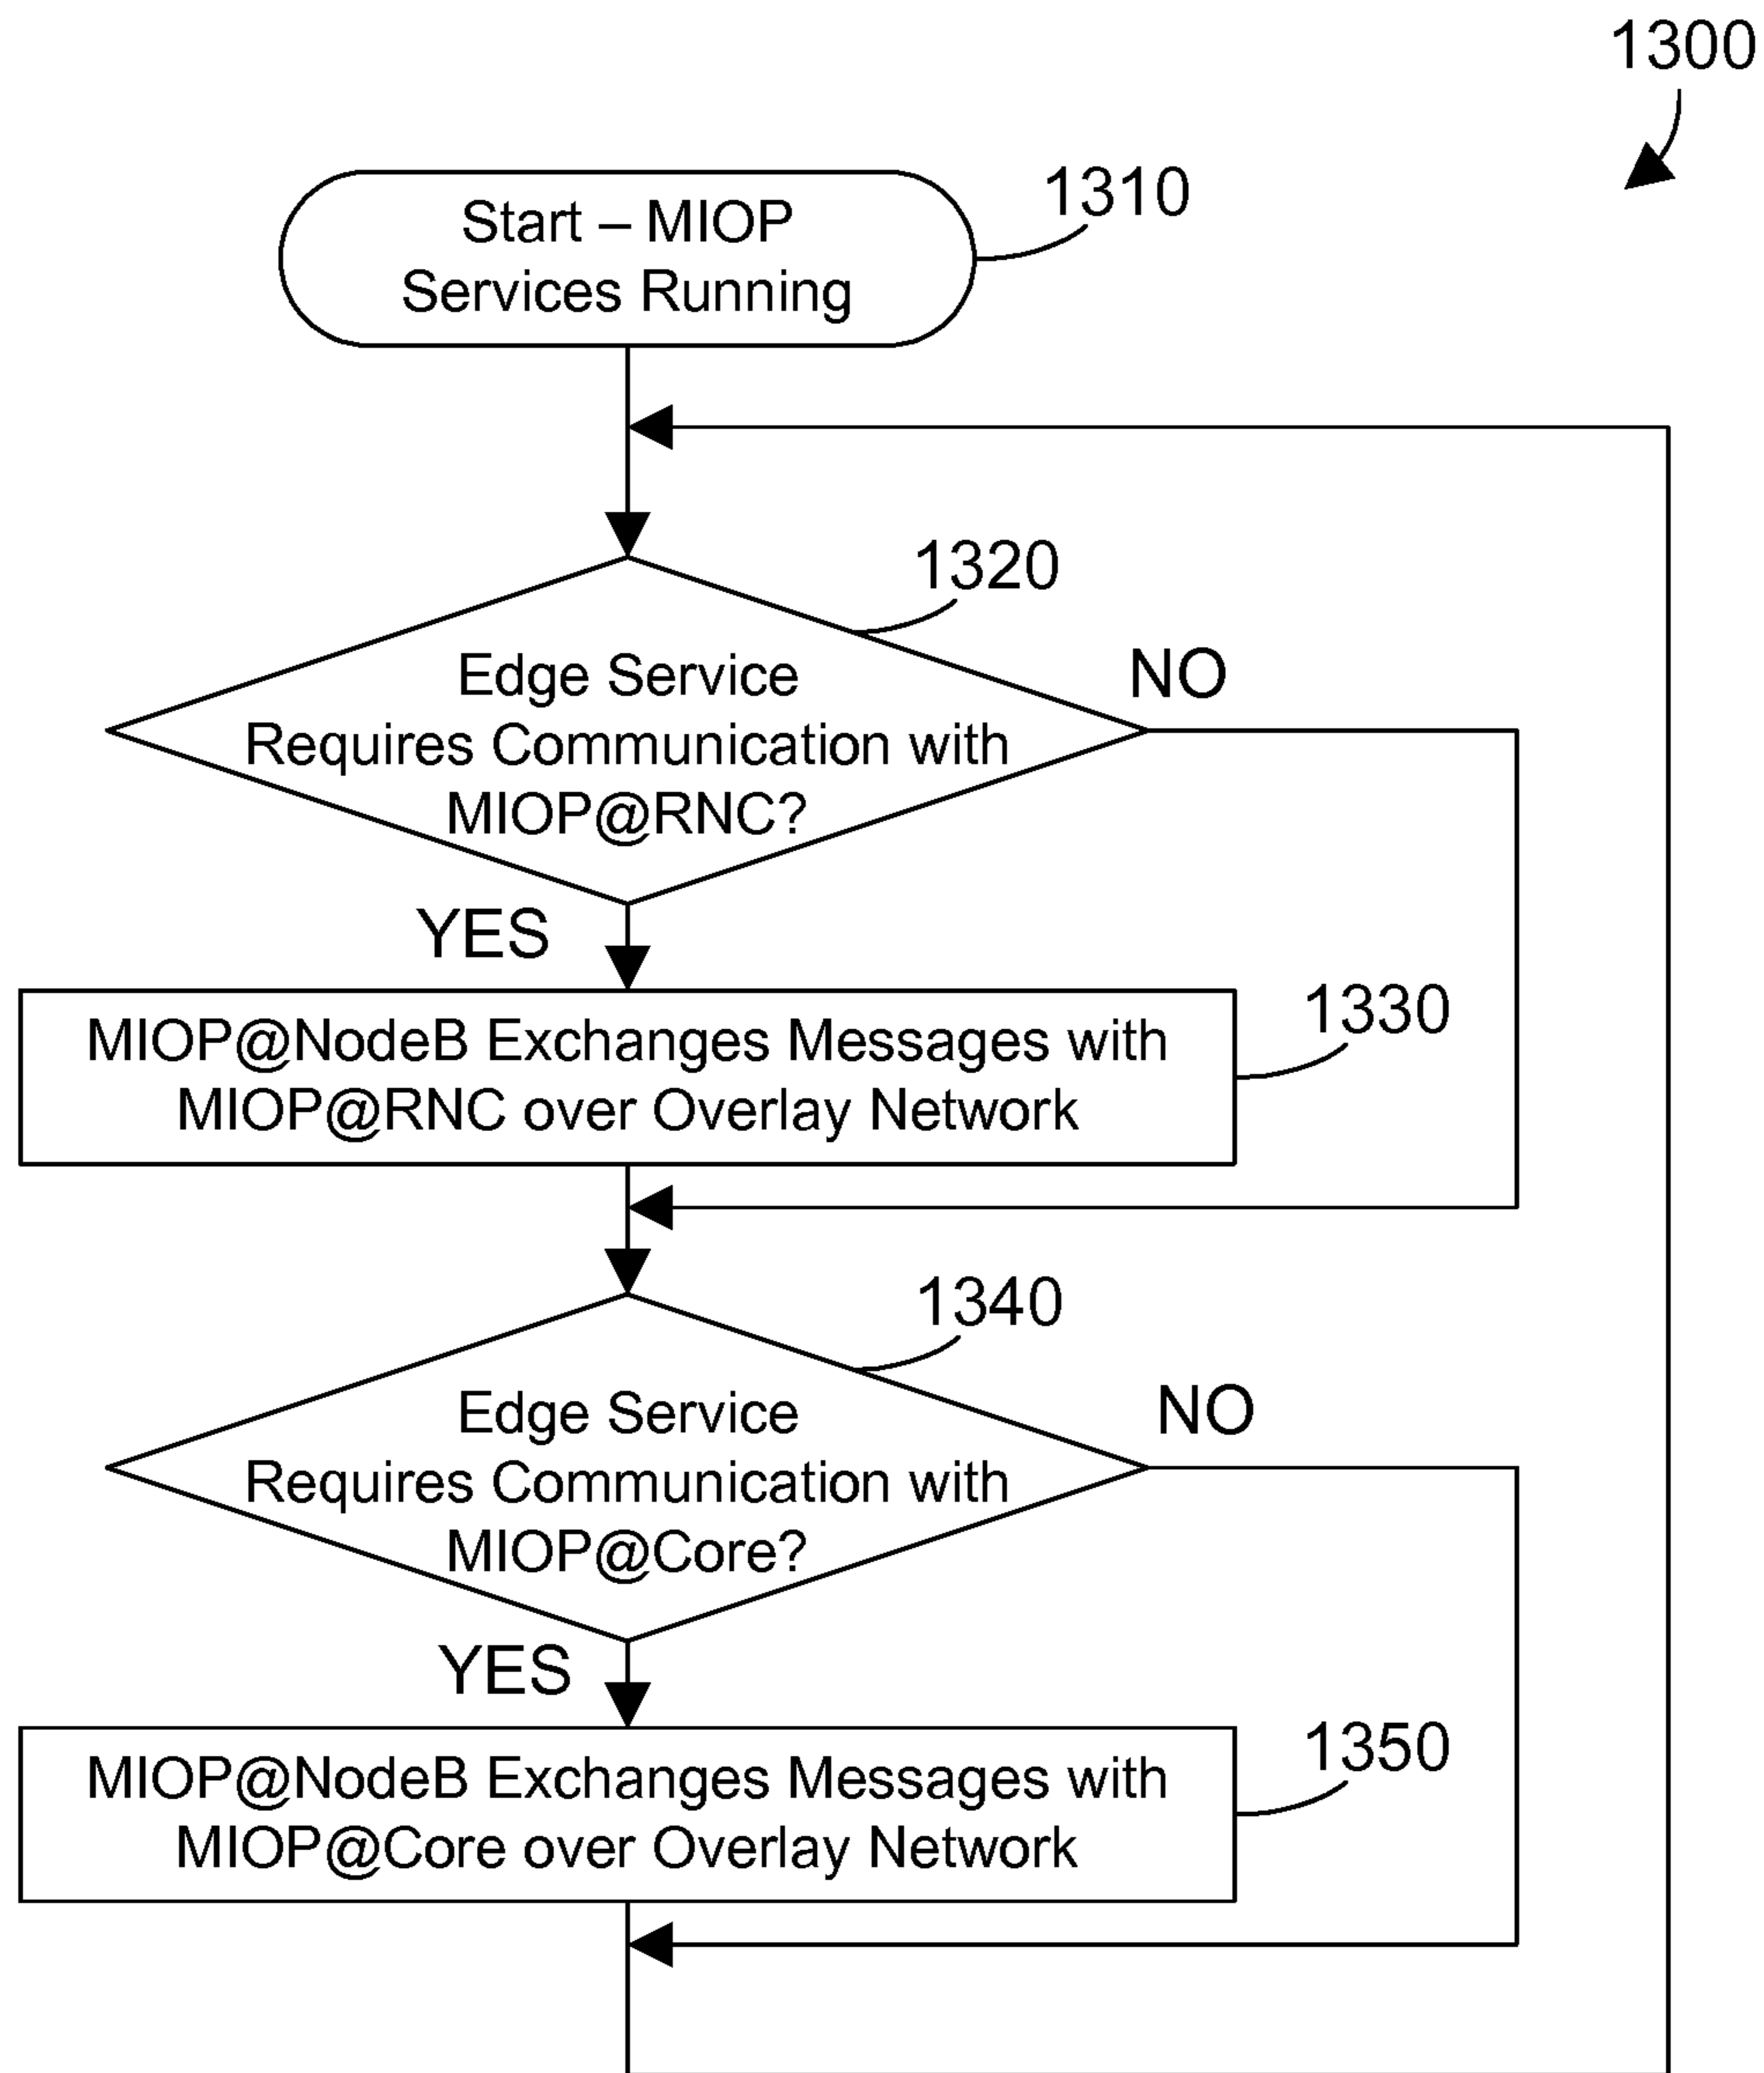 1300
1310
Start – MIOP
Services Running
1320
Edge Service
Requires Communication with
MIOP@RNC?
NO
YES
1330
MIOP@NodeB Exchanges Messages with
MIOP@RNC over Overlay Network
1340
Edge Service
Requires Communication with
MIOP@Core?
NO
YES
1350
MIOP@NodeB Exchanges Messages with
MIOP@Core over Overlay Network